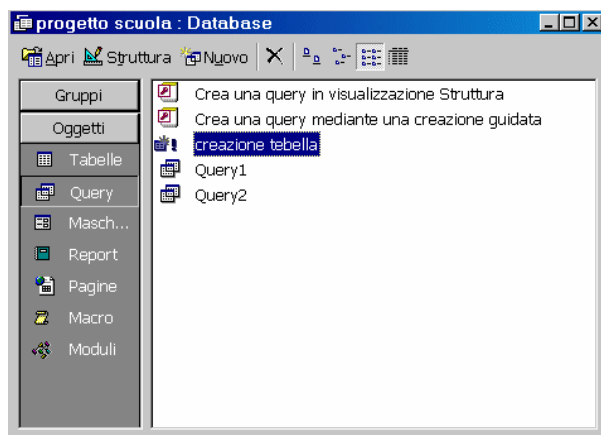 progetto scuola : Database
Apri Struttura Nuovo
Gruppi
Oggetti
Tabelle
Query
Masch...
Report
Pagine
Macro
Moduli
Crea una query in visualizzazione Struttura
Crea una query mediante una creazione guidata
creazione tebella
Query1
Query2